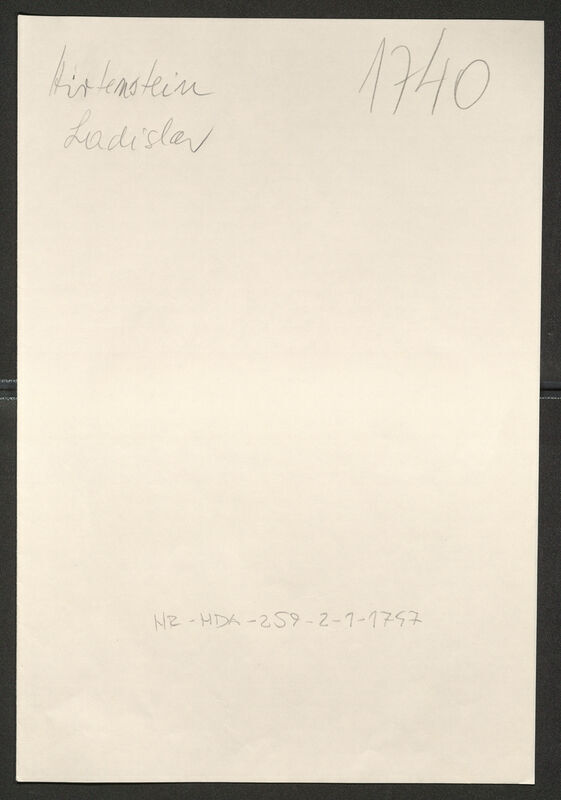 Hirtenstein
1740
Ladislav
HR-HDA-259-2-1-1747